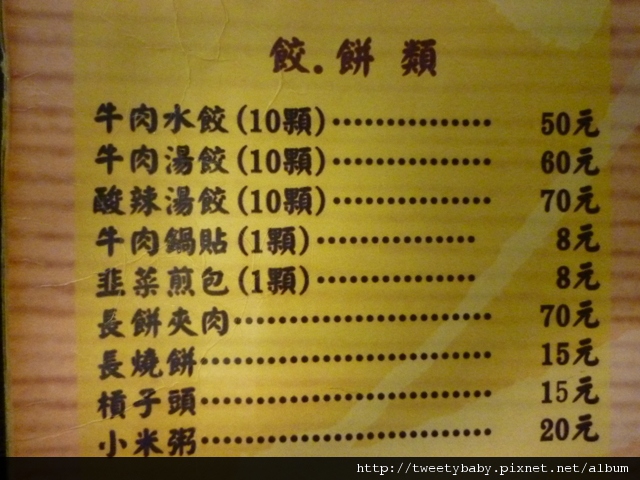 餃.餅 類
牛肉水餃(10顆)··············· 50元
牛肉湯餃(10顆)··············· 60元
酸辣湯餃(10顆)··············· 70元
牛肉鍋貼(1顆)··············· 8元
韭菜煎包(1顆)··············· 8元
長餅夾肉························ 70元
長燒餅··························· 15元
槓子頭··························· 15元
小米粥··························· 20元
http://tweetybaby.pixnet.net/album